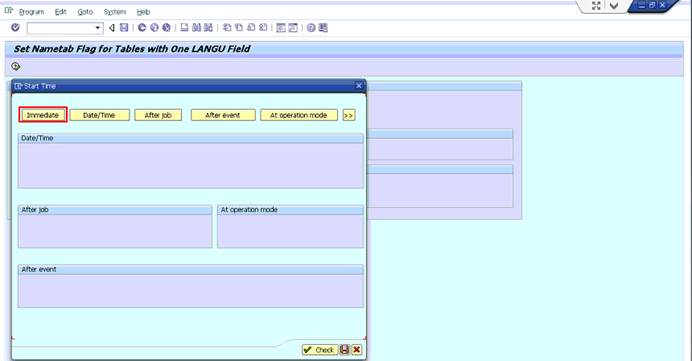 Program Edit Goto System Help
Set Nametab Flag for Tables with One LANGU Field
Start Time
Immediate Date/Time After job After event At operation mode >>
Date/Time
After job At operation mode
After event
Check